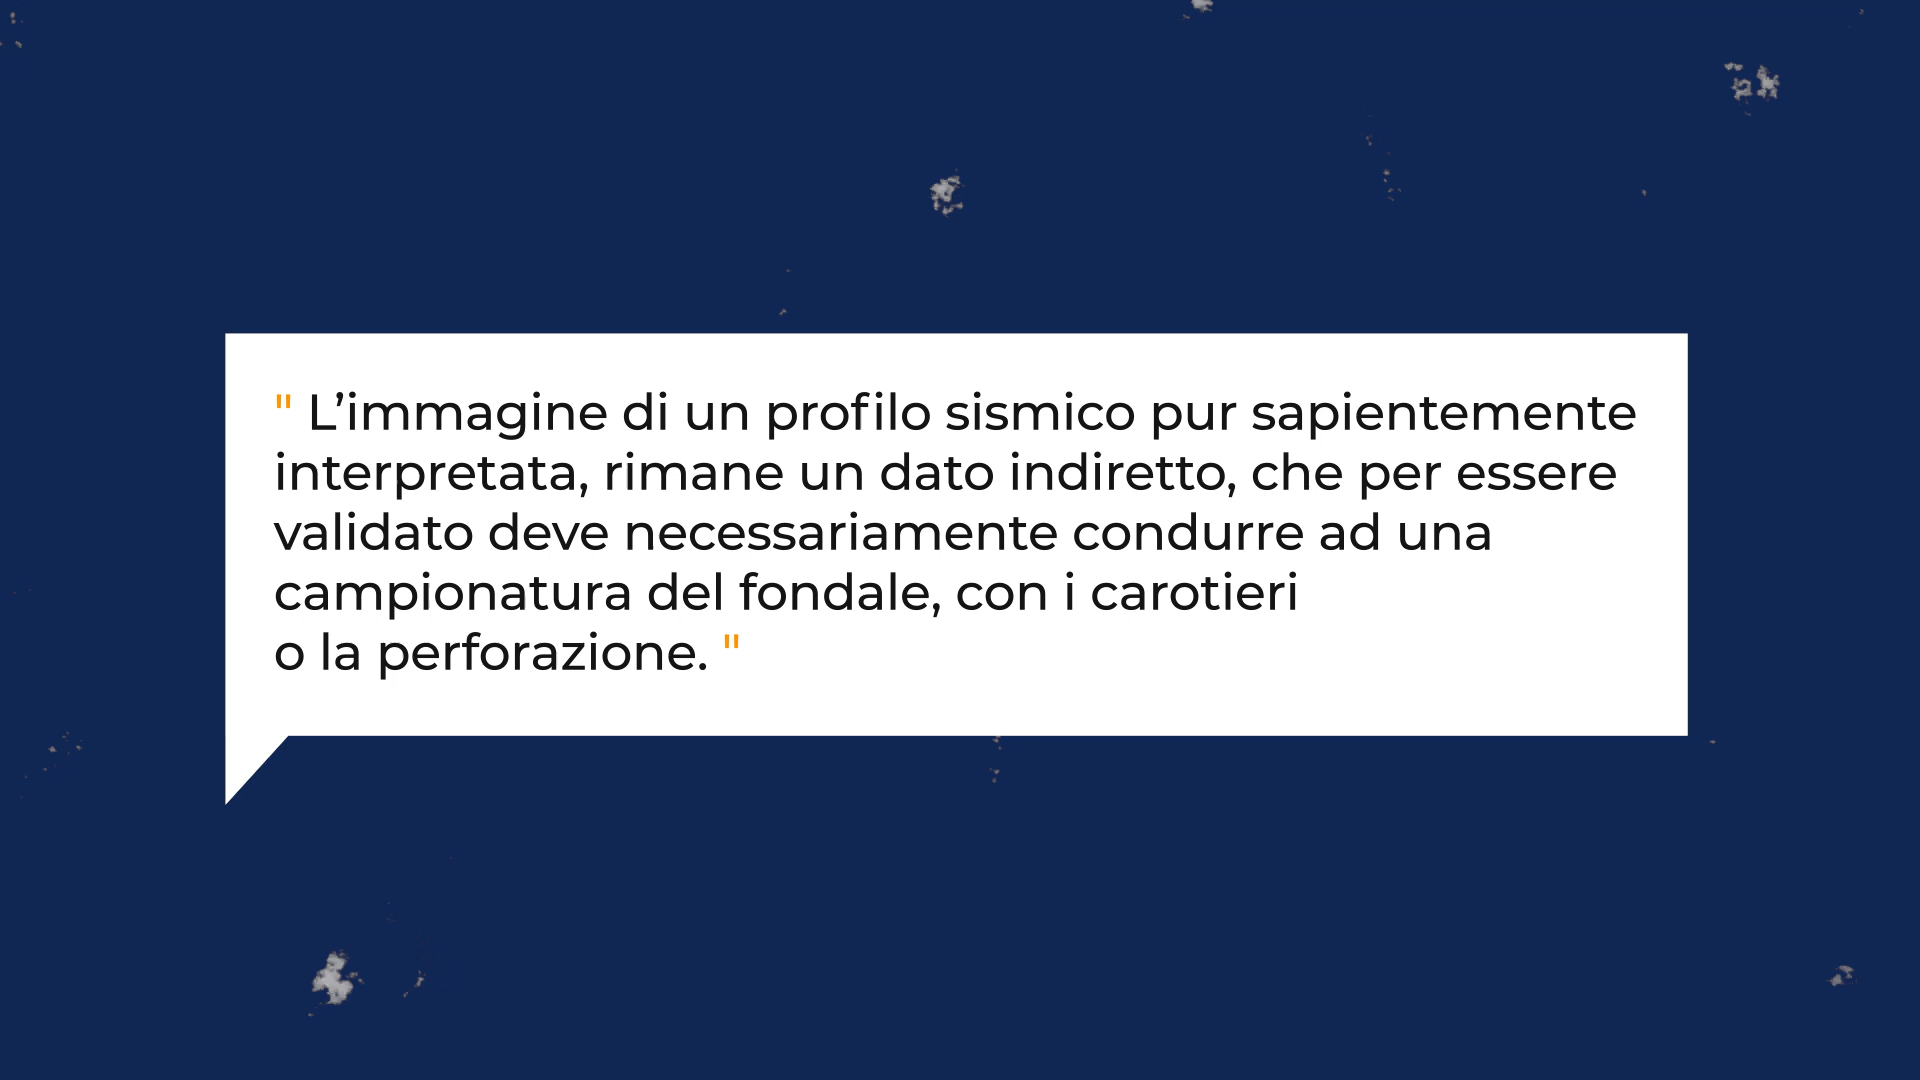 " L’immagine di un profilo sismico pur sapientemente
interpretata, rimane un dato indiretto, che per essere
validato deve necessariamente condurre ad una
campionatura del fondale, con i carotieri
o la perforazione. "